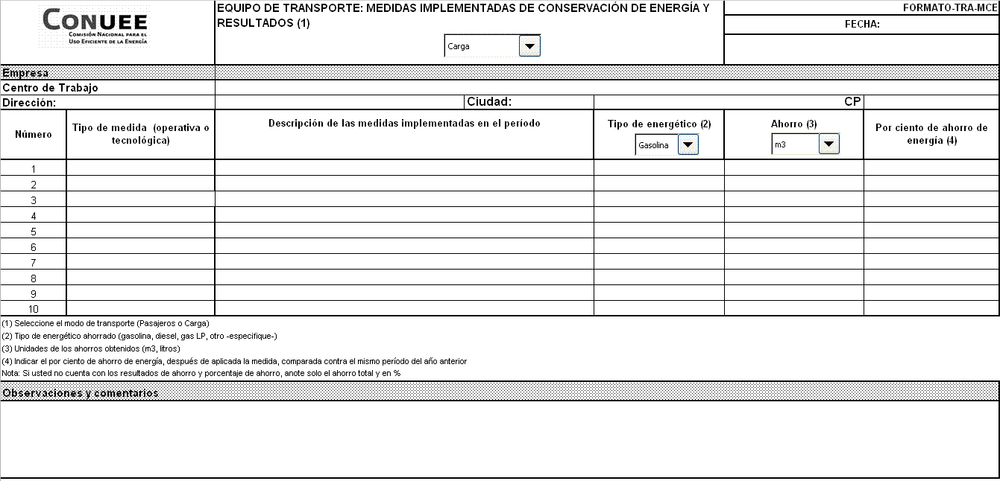 CONUEE
COMISIÓN NACIONAL PARA EL
USO EFICIENTE DE LA ENERGÍA
EQUIPO DE TRANSPORTE: MEDIDAS IMPLEMENTADAS DE CONSERVACIÓN DE ENERGÍA Y
RESULTADOS (1)
Carga
FORMATO-TRA-MCE
FECHA:
Empresa
Centro de Trabajo
Dirección: Ciudad: CP
Número
Tipo de medida (operativa o
tecnológica)
Descripción de las medidas implementadas en el período
Tipo de energético (2)
Gasolina
Ahorro (3)
m3
Por ciento de ahorro de
energía (4)
1
2
3
4
5
6
7
8
9
10
(1) Seleccione el modo de transporte (Pasajeros o Carga)
(2) Tipo de energético ahorrado (gasolina, diesel, gas LP, otro -especifique-)
(3) Unidades de los ahorros obtenidos (m3, litros)
(4) Indicar el por ciento de ahorro de energía, después de aplicada la medida, comparada contra el mismo período del año anterior
Nota: Si usted no cuenta con los resultados de ahorro y porcentaje de ahorro, anote solo el ahorro total y en %
Observaciones y comentarios